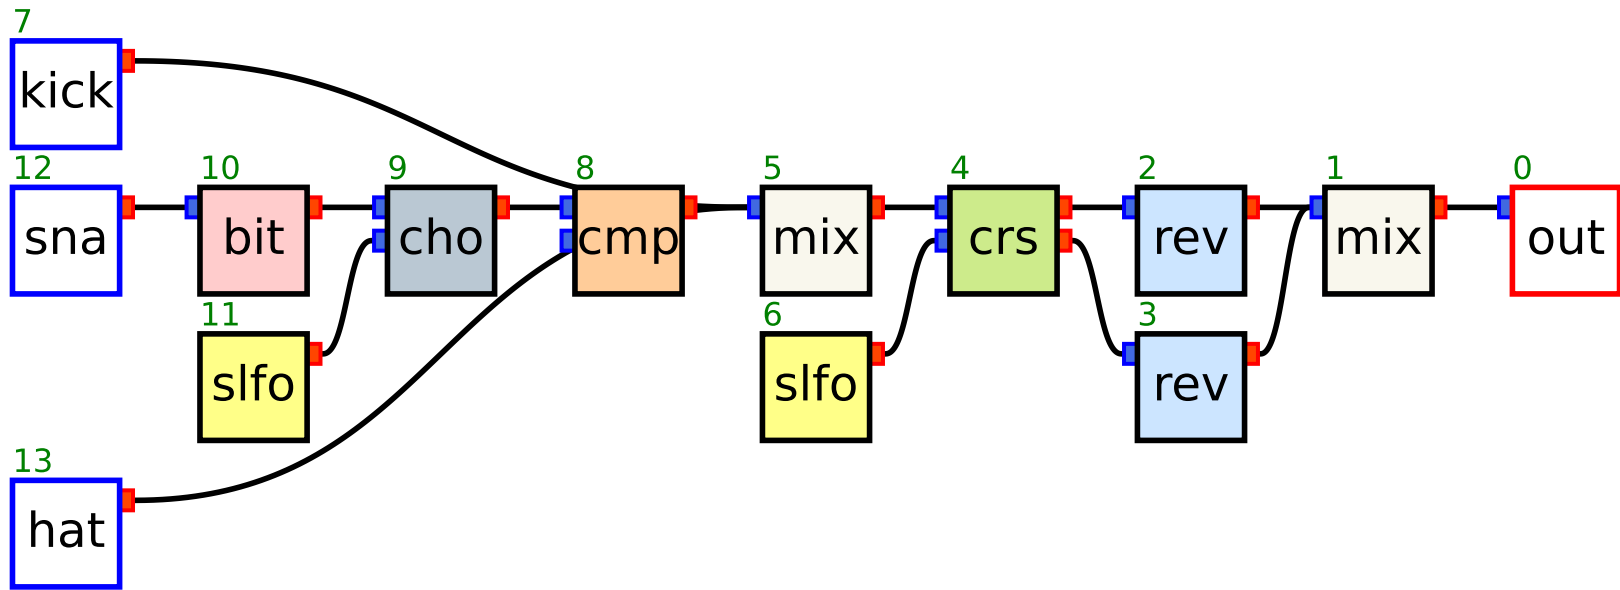 7
kick
12
sna
10
bit
9
cho
8
cmp
5
mix
4
crs
2
rev
1
mix
0
out
11
slfo
6
slfo
3
rev
13
hat